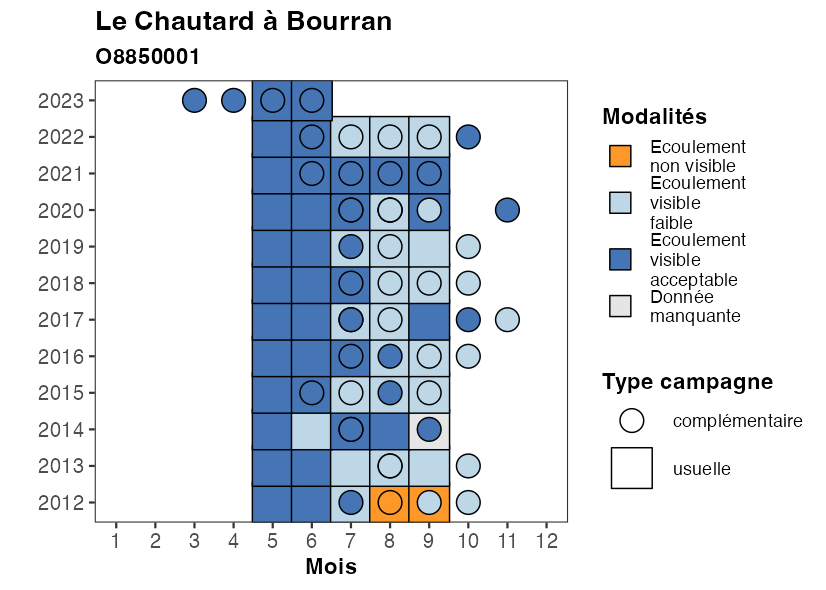 Le Chautard à Bourran
O8850001
2023
2022
2021
2020
2019
2018
2017
2016
2015
2014
2013
2012
1 2 3 4 5 6 7 8 9 10 11 12
Mois
Modalités
Ecoulement
non visible
Ecoulement
visible
faible
Ecoulement
visible
acceptable
Donnée
manquante
Type campagne
complémentaire
usuelle